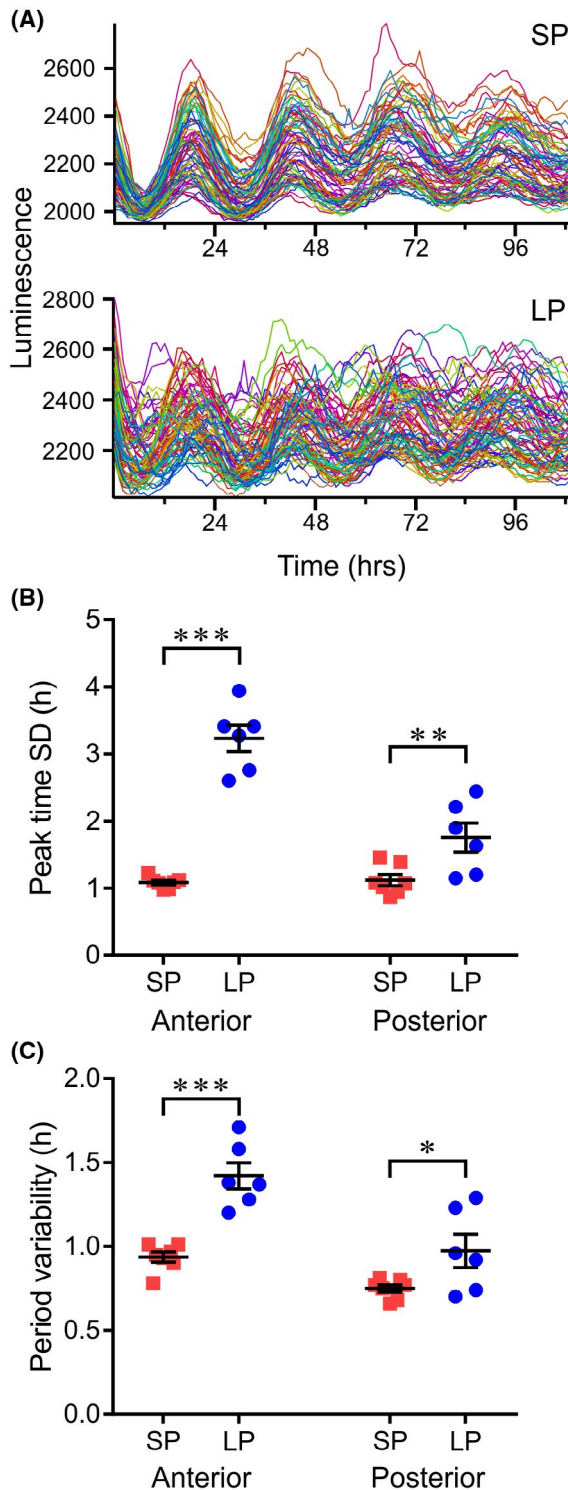 (A)
SP
2600
2400
2200
2000
24 48 72 96
Luminescence
LP
2800
2600
2400
2200
24 48 72 96
Time (hrs)
(B)
5
4
3
2
1
0
Peak time SD (h)
***
**
SP LP SP LP
Anterior Posterior
(C)
2.0
1.5
1.0
0.5
0.0
Period variability (h)
***
*
SP LP SP LP
Anterior Posterior